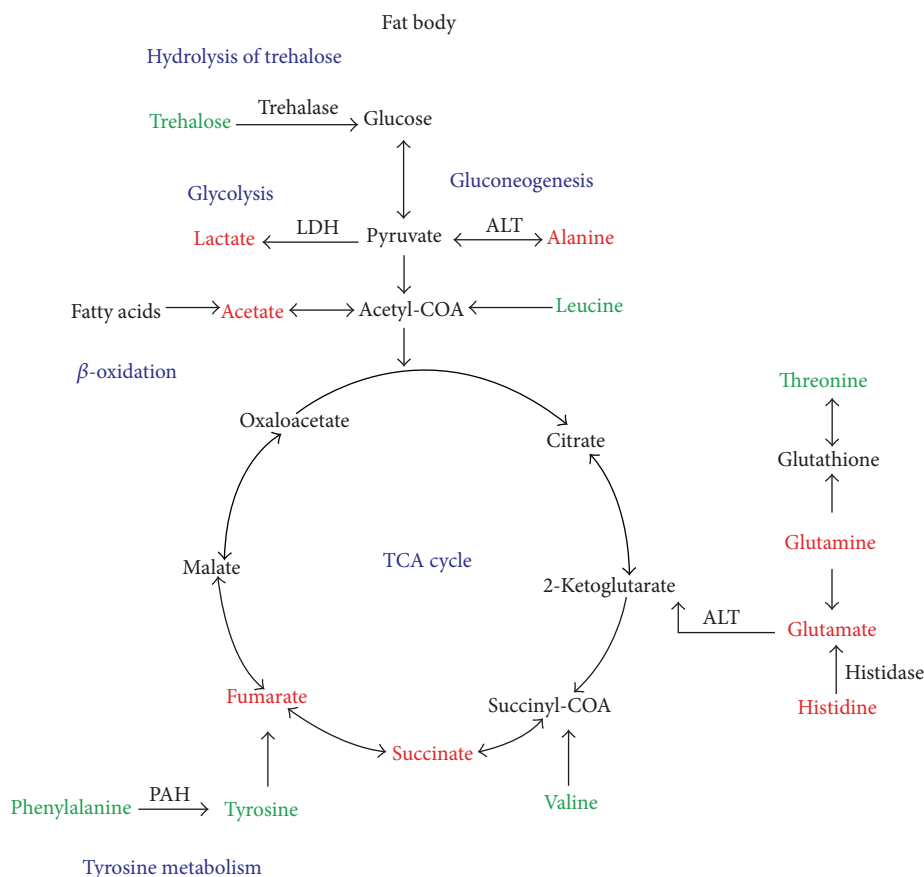 Fat body
Hydrolysis of trehalose
Trehalose
Trehalase
Glucose
Glycolysis
Gluconeogenesis
Lactate
LDH
Pyruvate
ALT
Alanine
Fatty acids
Acetate
Acetyl-COA
Leucine
β-oxidation
Threonine
Oxaloacetate
Citrate
Glutathione
TCA cycle
Glutamine
Malate
2-Ketoglutarate
ALT
Glutamate
Histidase
Histidine
Fumarate
Succinyl-COA
Succinate
Phenylalanine
PAH
Tyrosine
Valine
Tyrosine metabolism